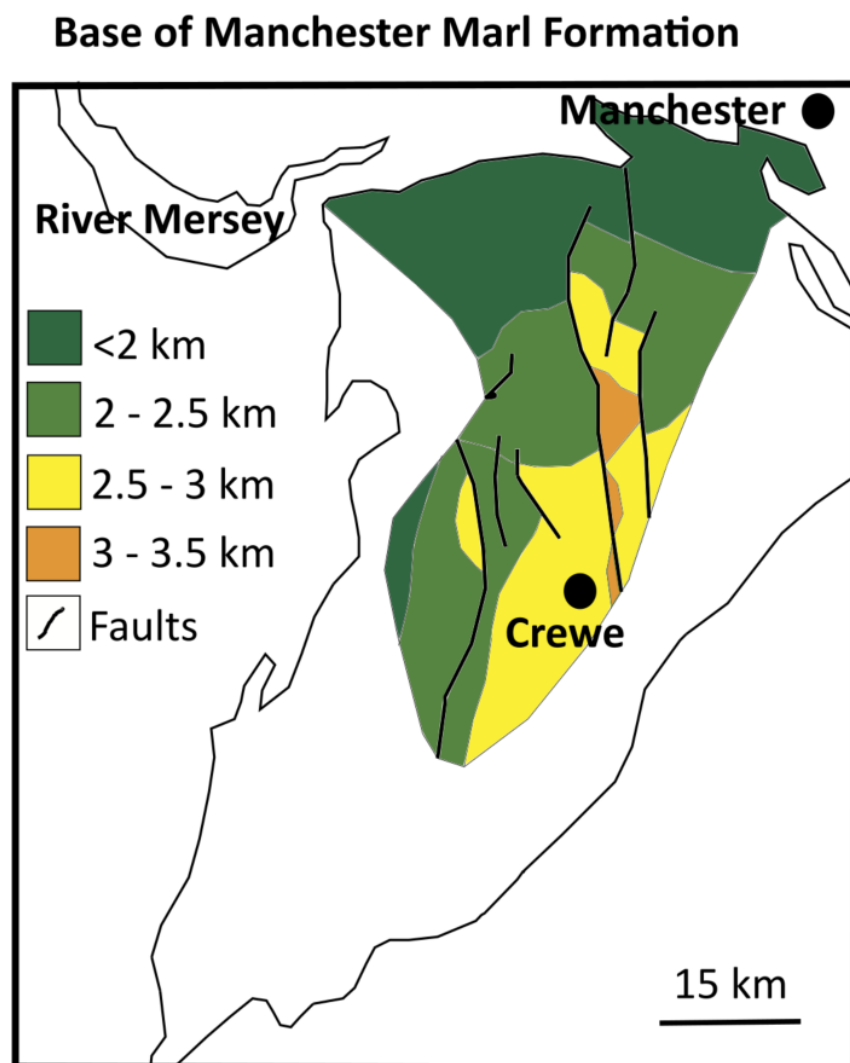 Base of Manchester Marl Formation
Manchester
River Mersey
<2 km
2 - 2.5 km
2.5 - 3 km
3 - 3.5 km
Faults
Crewe
15 km